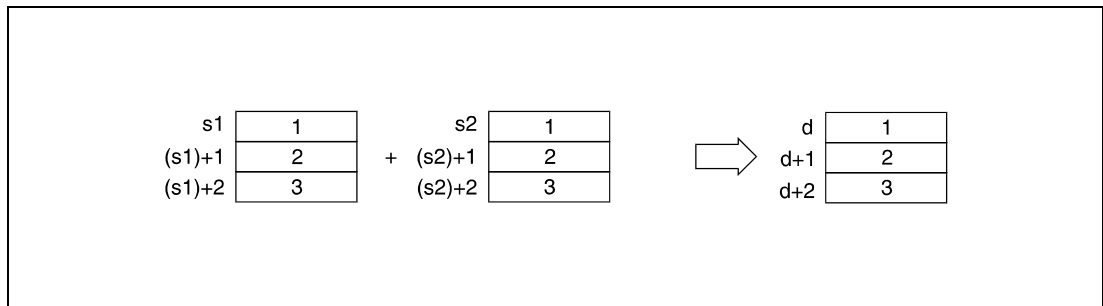 s1 1 s2 1 d 1
(s1)+1 2 + (s2)+1 2 d+1 2
(s1)+2 3 (s2)+2 3 d+2 3